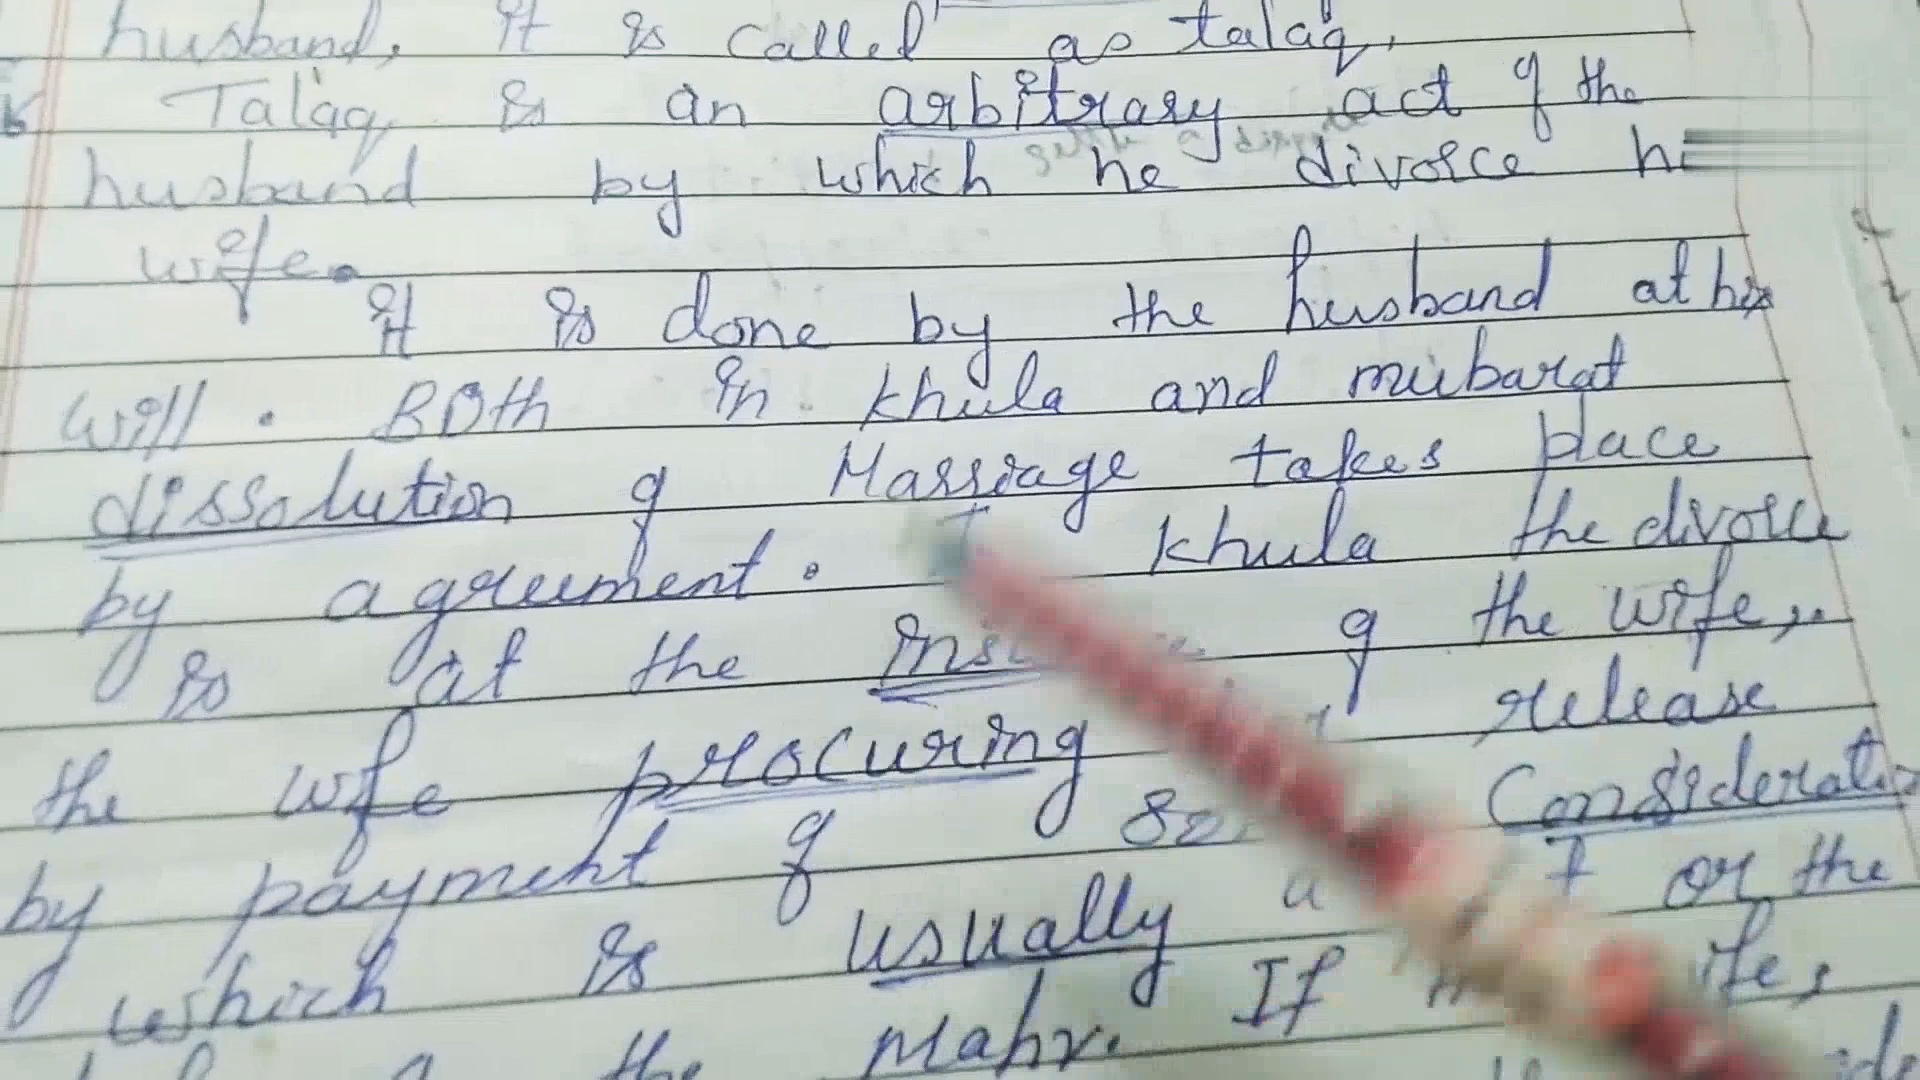 husband. It is called as talaq.
Talaq is an arbitrary act of the
husband by which he divorce
wife.
It is done by the husband at his
will. Both in khula and mubarat
dissolution of Marriage takes place
by agreement. khula the divorce
is at the of the wife,
the wife procuring release
by payment of
which is usually or the
the Mahr. If